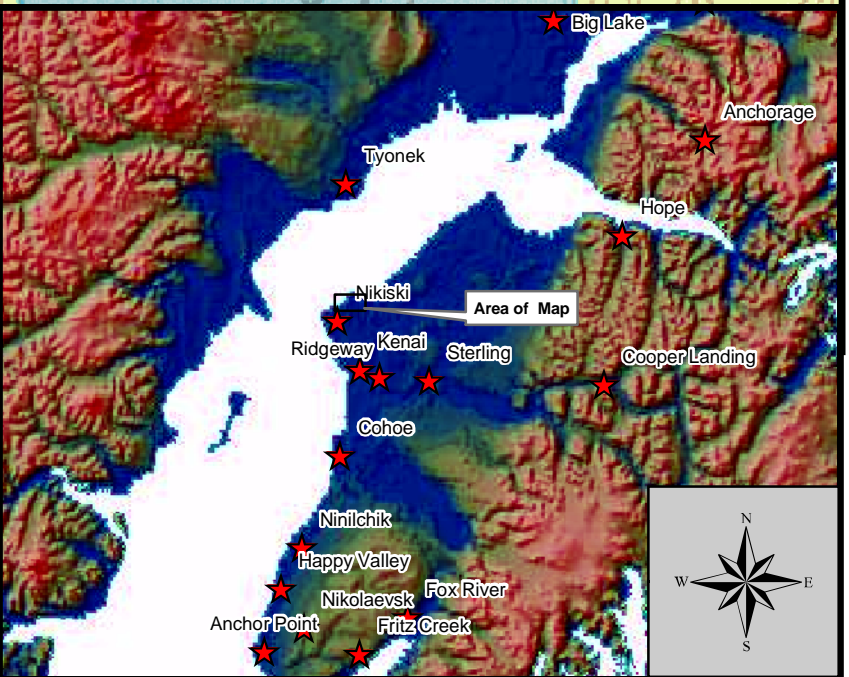 Big Lake
Anchorage
Tyonek
Hope
Nikiski
Area of Map
Kenai
Ridgeway
Sterling
Cooper Landing
Cohoe
Ninilchik
Happy Valley
Fox River
Nikolaevsk
Anchor Point
Fritz Creek
N
W
E
S